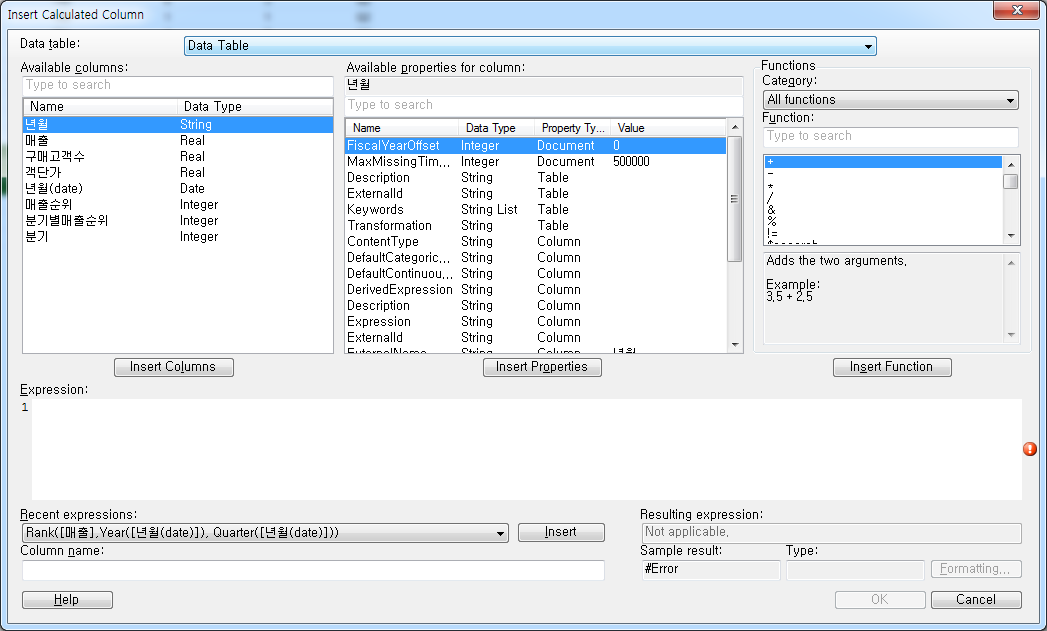 Insert Calculated Column
Data table:
Data Table
Available columns:
Type to search
Name Data Type
년월 String
매출 Real
구매고객수 Real
객단가 Real
년월(date) Date
매출순위 Integer
분기별매출순위 Integer
분기 Integer
Insert Columns
Available properties for column:
년월
Type to search
Name Data Type Property Ty... Value
FiscalYearOffset Integer Document 0
MaxMissingTim... Integer Document 500000
Description String Table
ExternalId String Table
Keywords String List Table
Transformation String Table
ContentType String Column
DefaultCategoric... String Column
DefaultContinuou... String Column
DerivedExpression String Column
Description String Column
Expression String Column
ExternalId String Column
ExternalName String Column 년월
Insert Properties
Functions
Category:
All functions
Function:
Type to search
+
-
*
/
&
%
!=
Adds the two arguments.
Example:
3.5 + 2.5
Insert Function
Expression:
1
Recent expressions:
Rank([매출],Year([년월(date)]), Quarter([년월(date)]))
Insert
Column name:
Resulting expression:
Not applicable.
Sample result: Type:
#Error
Formatting...
Help
OK
Cancel